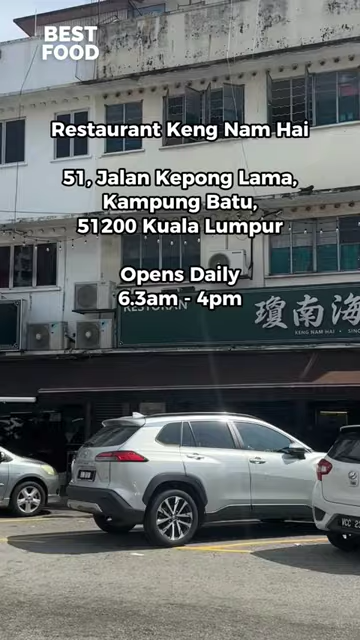 BEST
FOOD
Restaurant Keng Nam Hai
51, Jalan Kepong Lama,
Kampung Batu,
51200 Kuala Lumpur
Opens Daily
6.3am - 4pm
RESTORAN
瓊南海
KENG NAM HAI